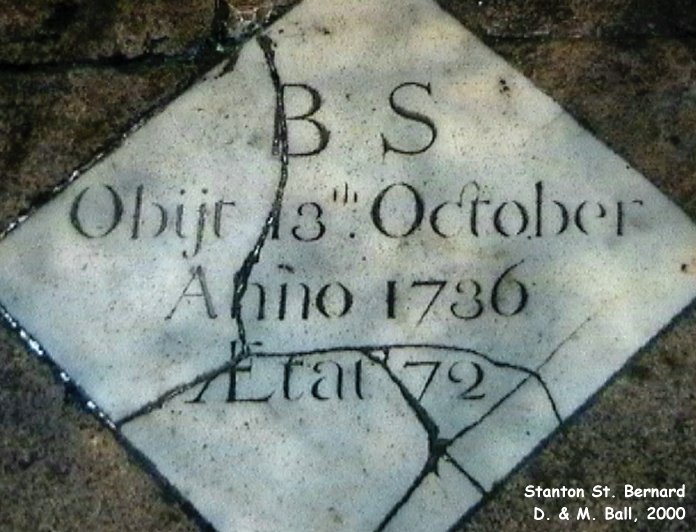 B S
Obijt 13th. October
Anno 1736
Ætat 72
Stanton St. Bernard
D. & M. Ball, 2000